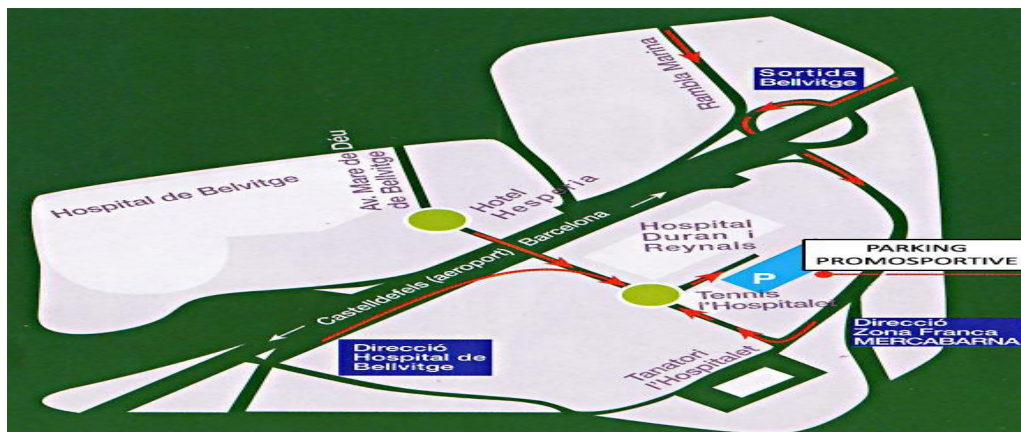 Rambla Marina
Sortida
Bellvitge
Av. Mare de Déu
de Bellvitge
Hospital de Belvitge
Hotel
Hesperia
Castelldefels (aeroport)
Barcelona
Hospital
Duran i
Reynals
PARKING
PROMOSPORTIVE
P
Tennis
l'Hospitalet
Direcció
Hospital de
Bellvitge
Tanatori
l'Hospitalet
Direcció
Zona Franca
MERCABARNA